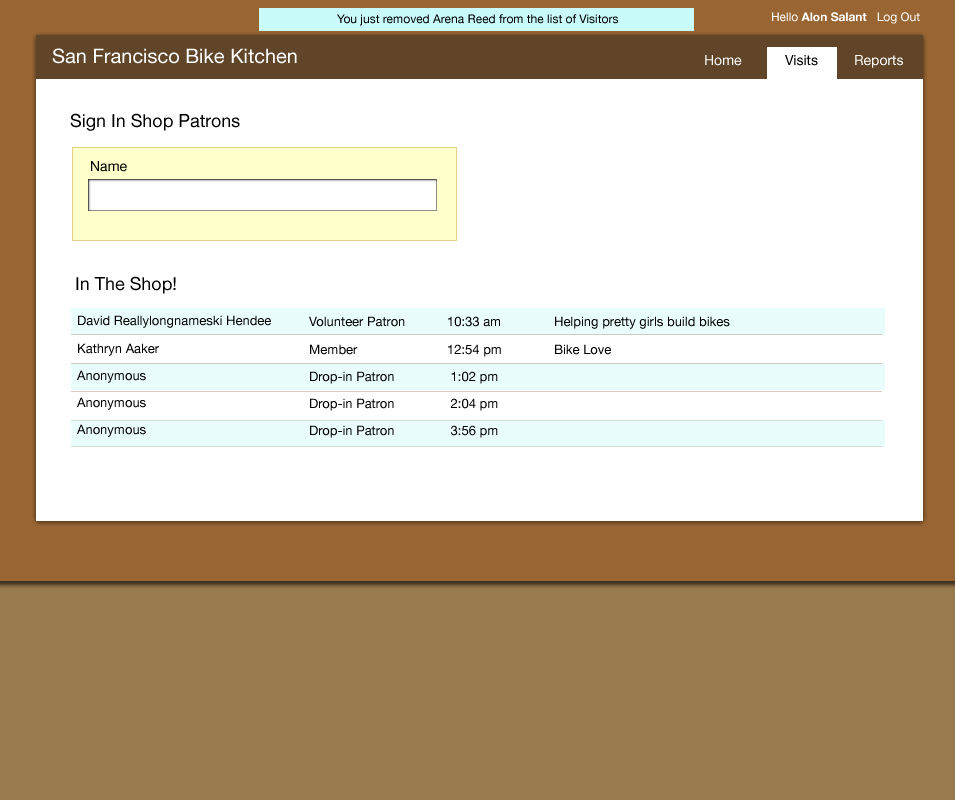 You just removed Arena Reed from the list of Visitors
Hello Alon Salant Log Out
San Francisco Bike Kitchen
Home Visits Reports
Sign In Shop Patrons
Name
In The Shop!
David Reallylongnameski Hendee Volunteer Patron 10:33 am Helping pretty girls build bikes
Kathryn Aaker Member 12:54 pm Bike Love
Anonymous Drop-in Patron 1:02 pm
Anonymous Drop-in Patron 2:04 pm
Anonymous Drop-in Patron 3:56 pm